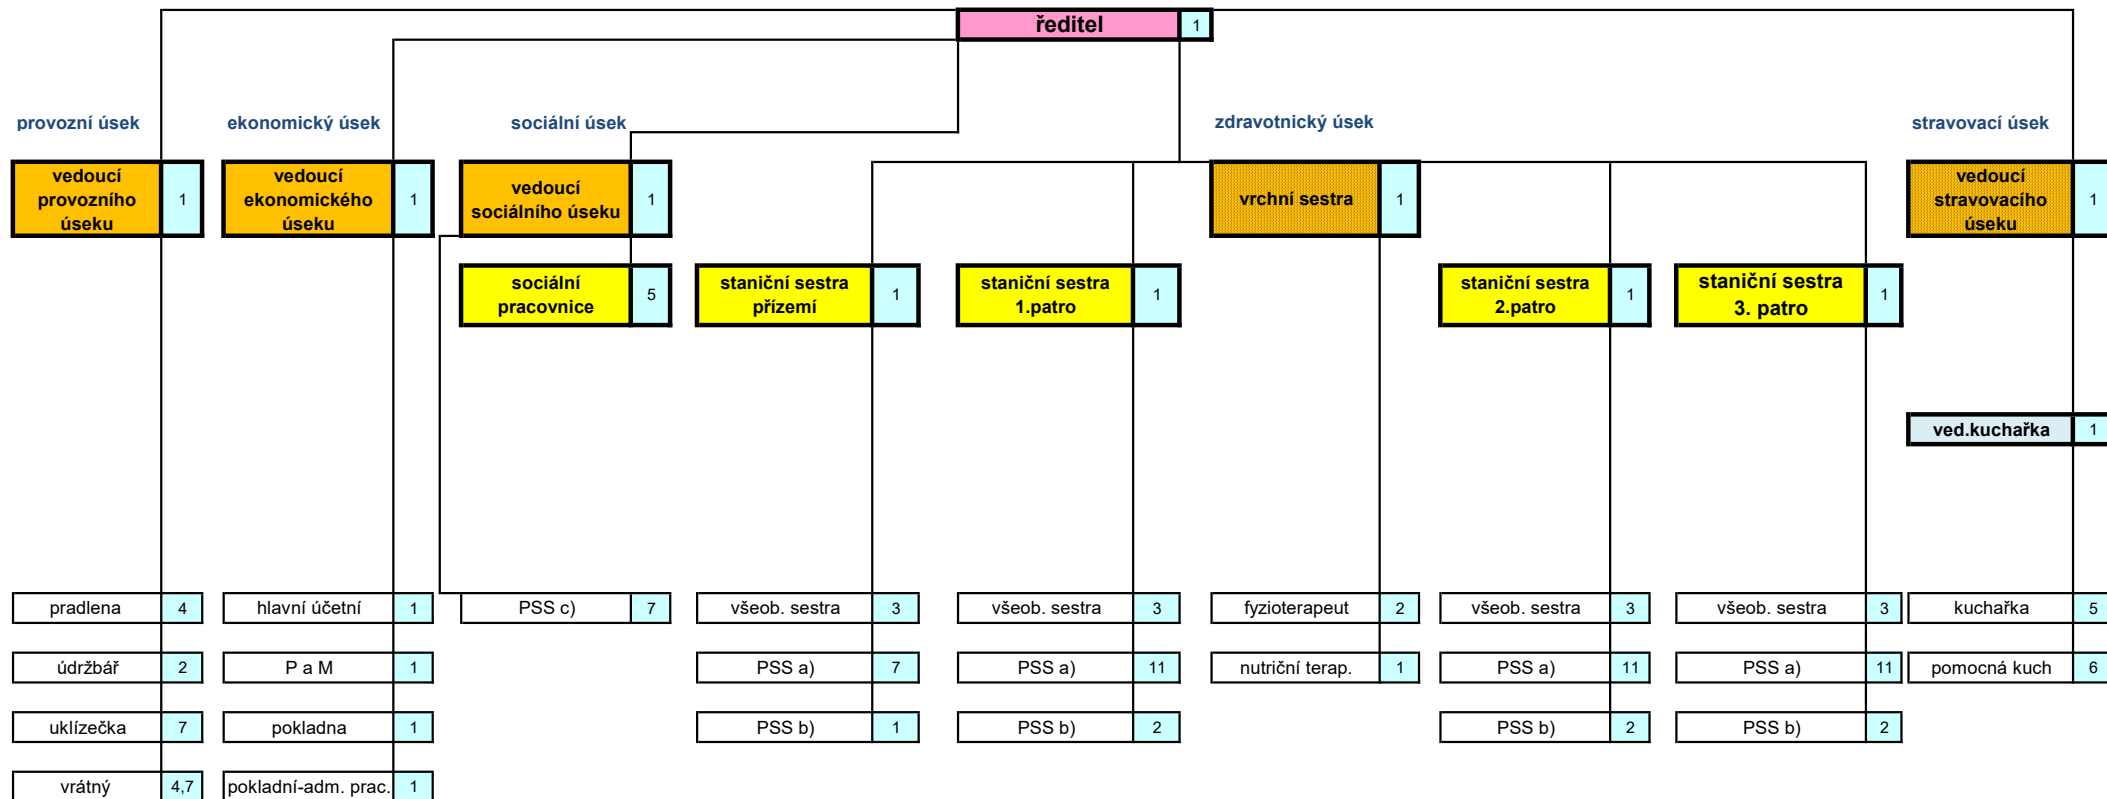 ředitel 1
provozní úsek ekonomický úsek sociální úsek zdravotnický úsek stravovací úsek
vedoucí
provozního
úseku
1
vedoucí
ekonomického
úseku
1
vedoucí
sociálního úseku
1
vrchní sestra 1
vedoucí
stravovacího
úseku
1
sociální
pracovnice
5
staniční sestra
přízemí
1
staniční sestra
1.patro
1
staniční sestra
2.patro
1
staniční sestra
3. patro
1
ved.kuchařka 1
pradlena 4 hlavní účetní 1 PSS c) 7 všeob. sestra 3 všeob. sestra 3 fyzioterapeut 2 všeob. sestra 3 všeob. sestra 3 kuchařka 5
údržbář 2 P a M 1 PSS a) 7 PSS a) 11 nutriční terap. 1 PSS a) 11 PSS a) 11 pomocná kuch 6
uklízečka 7 pokladna 1 PSS b) 1 PSS b) 2 PSS b) 2 PSS b) 2
vrátný 4,7 pokladní-adm. prac. 1